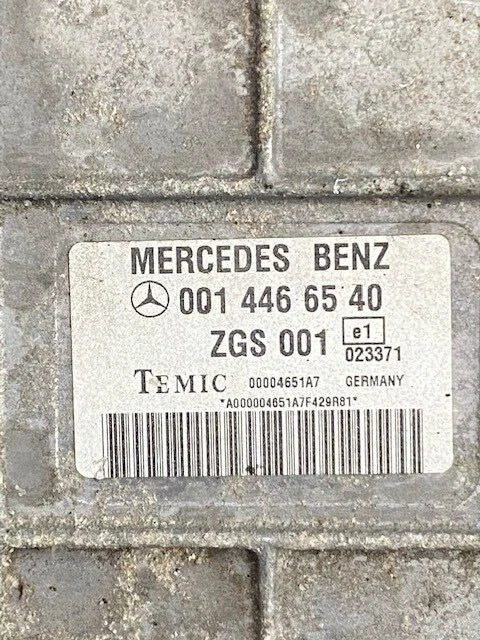 MERCEDES BENZ
001 446 65 40
ZGS 001 e1
023371
TEMIC 00004651A7 GERMANY
*A000004651A7F429R81*